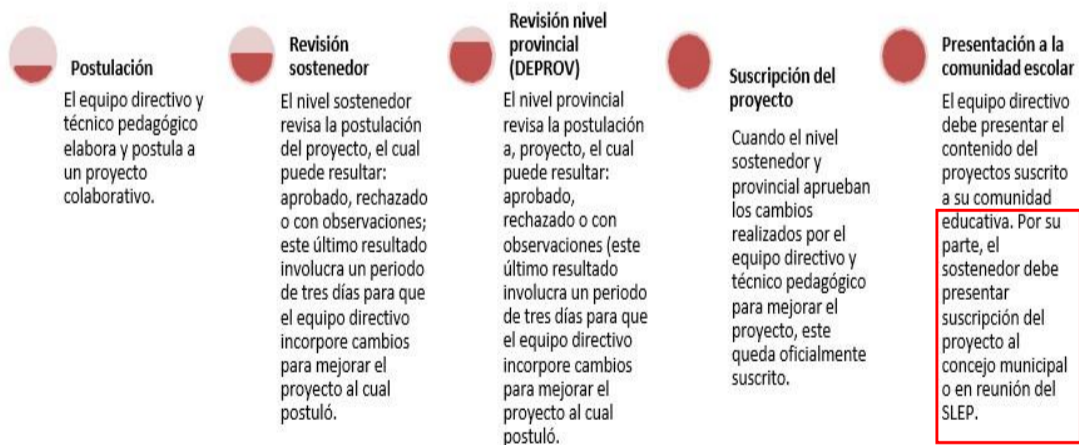 Postulación
El equipo directivo y
técnico pedagógico
elabora y postula a
un proyecto
colaborativo.
Revisión
sostenedor
El nivel sostenedor
revisa la postulación
del proyecto, el cual
puede resultar:
aprobado, rechazado
o con observaciones;
este último resultado
involucra un periodo
de tres días para que
el equipo directivo
incorpore cambios
para mejorar el
proyecto al cual
postuló.
Revisión nivel
provincial
(DEPROV)
El nivel provincial
revisa la postulación
a, proyecto, el cual
puede resultar:
aprobado,
rechazado o con
observaciones (este
último resultado
involucra un periodo
de tres días para que
el equipo directivo
incorpore cambios
para mejorar el
proyecto al cual
postuló.
Suscripción del
proyecto
Cuando el nivel
sostenedor y
provincial aprueban
los cambios
realizados por el
equipo directivo y
técnico pedagógico
para mejorar el
proyecto, este
queda oficialmente
suscrito.
Presentación a la
comunidad escolar
El equipo directivo
debe presentar el
contenido del
proyectos suscrito
a su comunidad
educativa. Por su
parte, el
sostenedor debe
presentar
suscripción del
proyecto al
concejo municipal
o en reunión del
SLEP.